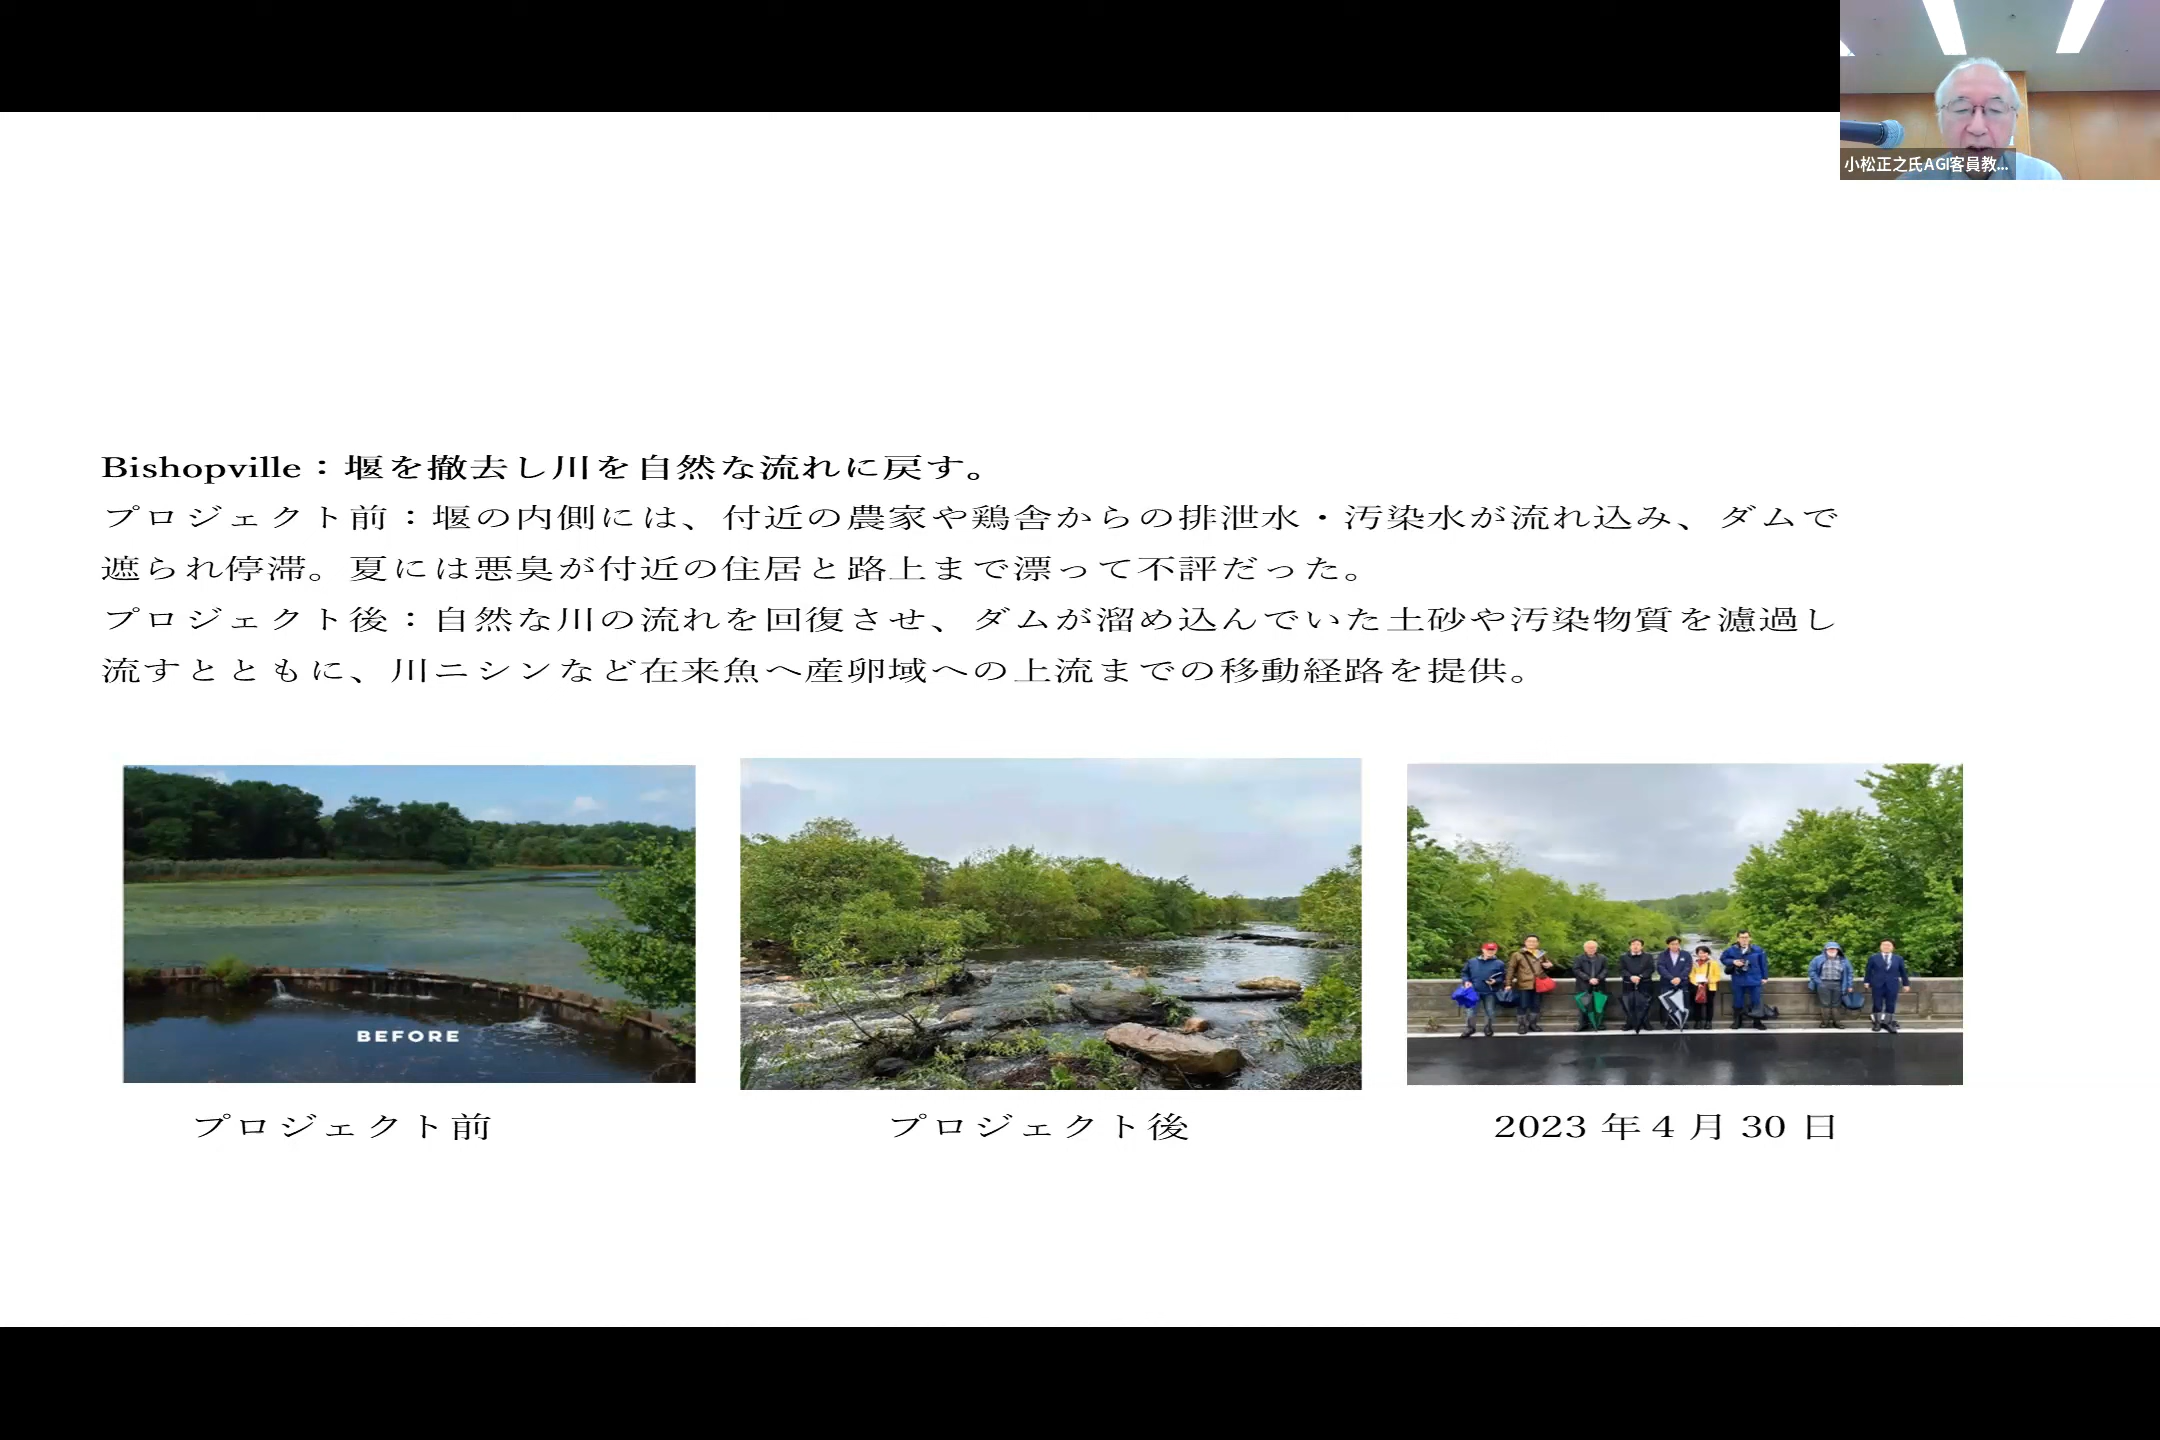 小松正之氏AGI客員教...
Bishopville：堰を撤去し川を自然な流れに戻す。
プロジェクト前：堰の内側には、付近の農家や鶏舎からの排泄水・汚染水が流れ込み、ダムで
遮られ停滞。夏には悪臭が付近の住居と路上まで漂って不評だった。
プロジェクト後：自然な川の流れを回復させ、ダムが溜め込んでいた土砂や汚染物質を濾過し
流すとともに、川ニシンなど在来魚へ産卵域への上流までの移動経路を提供。
BEFORE
プロジェクト前
プロジェクト後
2023 年 4 月 30 日